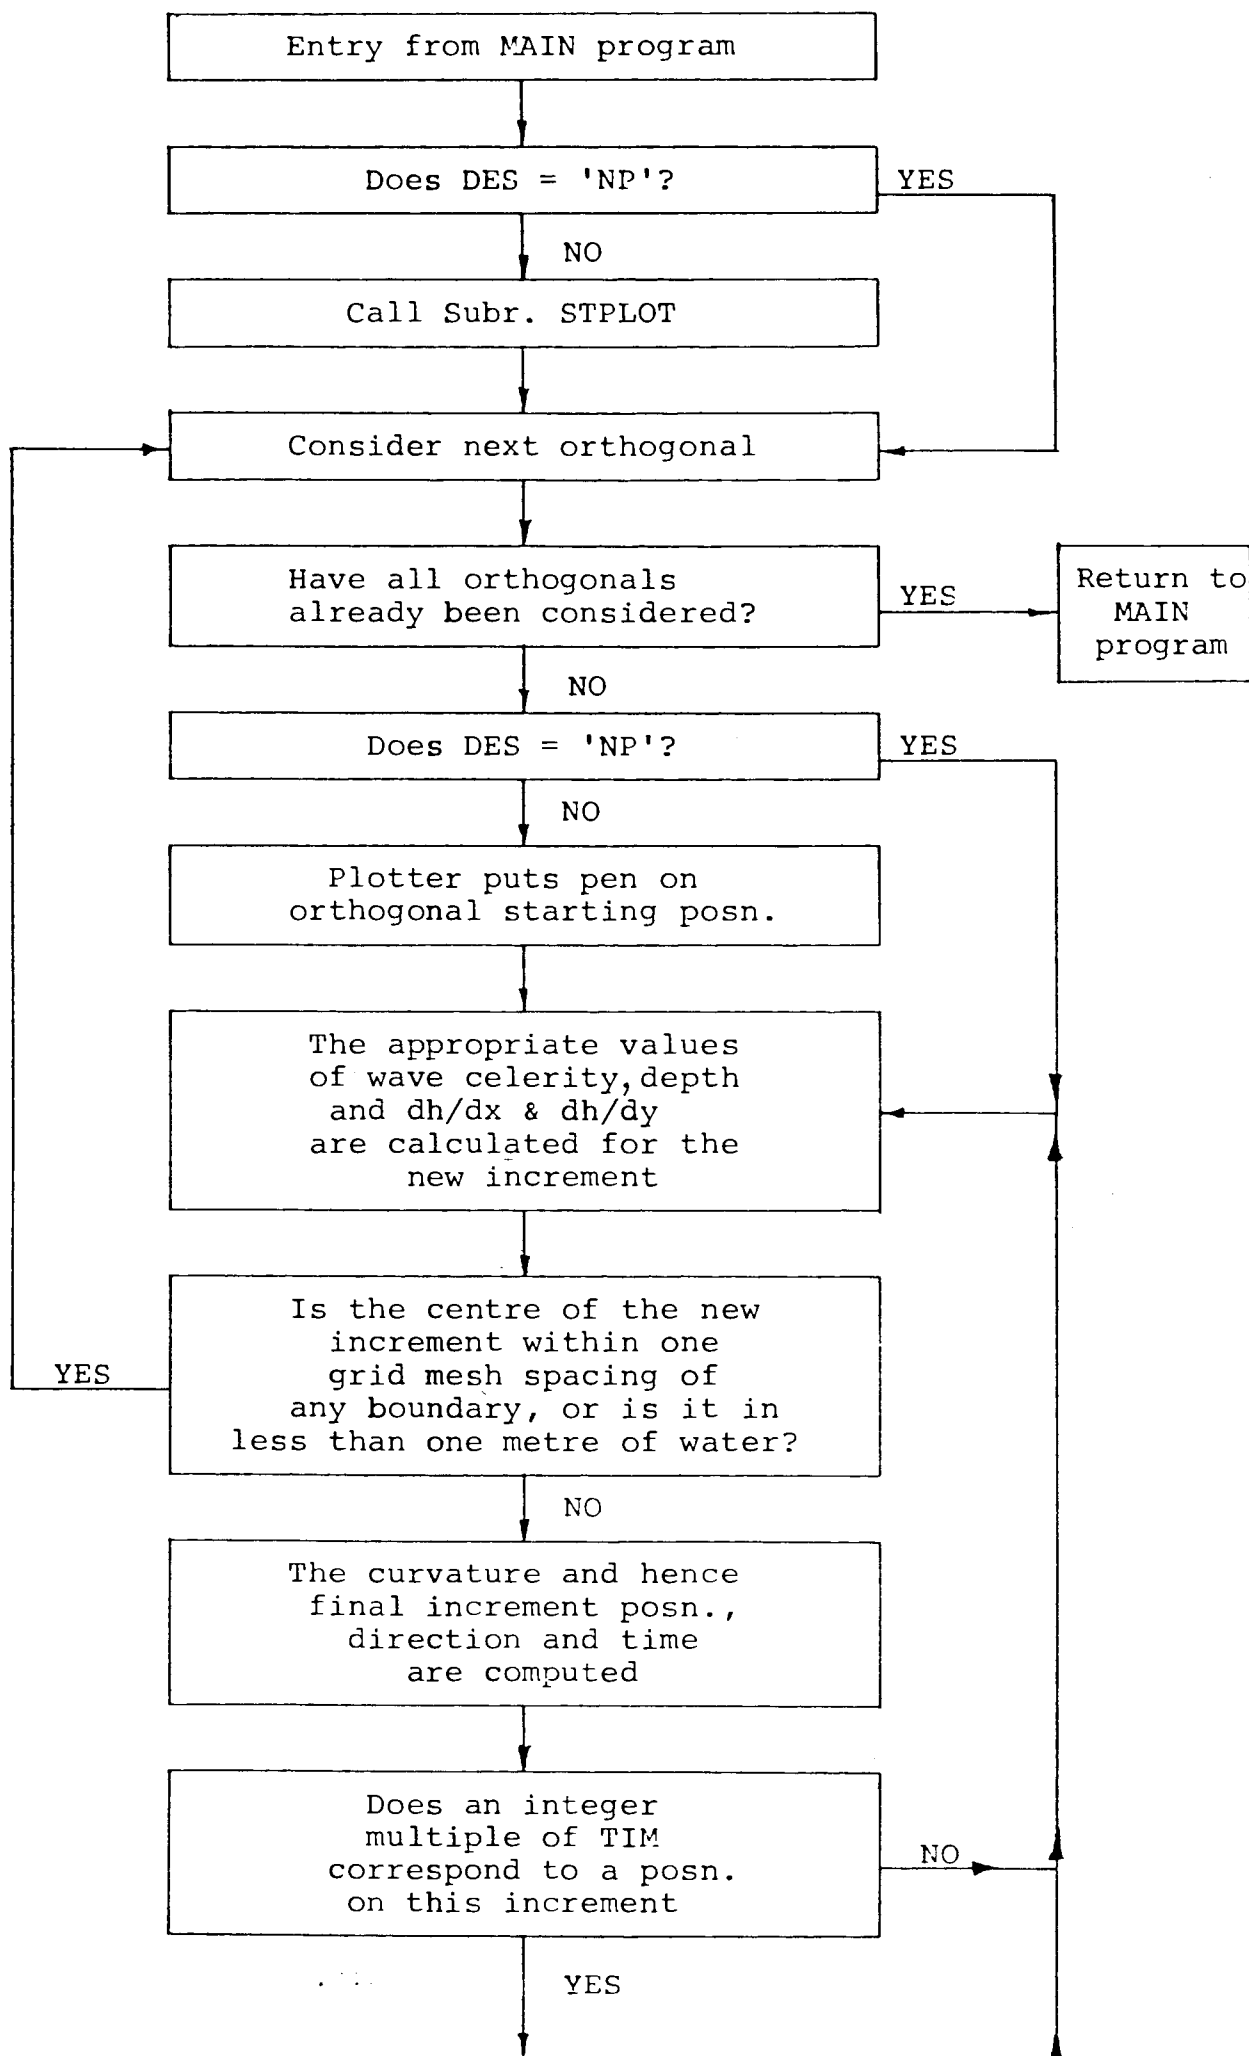 Entry from MAIN program
Does DES = 'NP'?
YES
NO
Call Subr. STPLOT
Consider next orthogonal
Have all orthogonals
already been considered?
YES
Return to
MAIN
program
NO
Does DES = 'NP'?
YES
NO
Plotter puts pen on
orthogonal starting posn.
The appropriate values
of wave celerity, depth
and dh/dx & dh/dy
are calculated for the
new increment
Is the centre of the new
increment within one
grid mesh spacing of
any boundary, or is it in
less than one metre of water?
YES
NO
The curvature and hence
final increment posn.,
direction and time
are computed
Does an integer
multiple of TIM
correspond to a posn.
on this increment
NO
YES